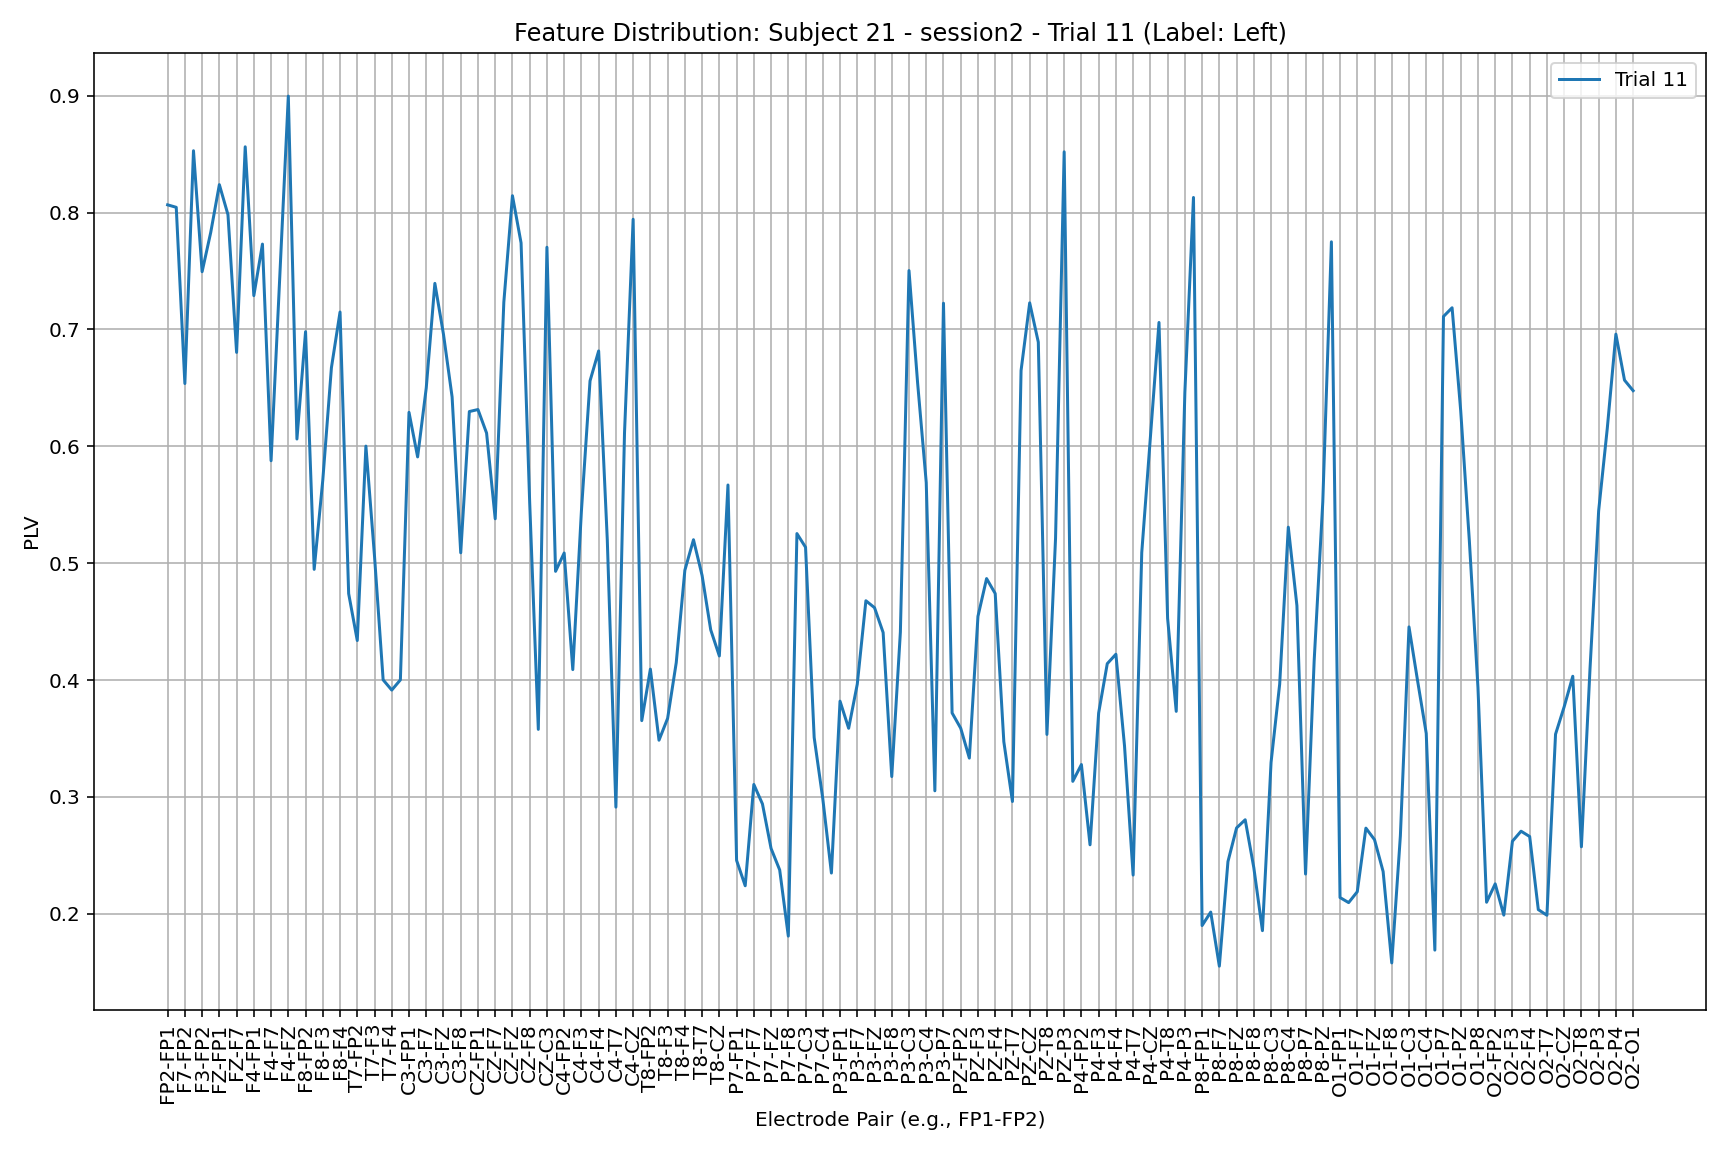 Feature Distribution: Subject 21 - session2 - Trial 11 (Label: Left)
Trial 11
PLV
0.9
0.8
0.7
0.6
0.5
0.4
0.3
0.2
FP2-FP1
F7-FP2
F3-FP2
FZ-FP1
FZ-F7
F4-FP1
F4-F7
F4-FZ
F8-FP2
F8-F3
F8-F4
T7-FP2
T7-F3
T7-F4
C3-FP1
C3-F7
C3-FZ
C3-F8
CZ-FP1
CZ-F7
CZ-FZ
CZ-F8
CZ-C3
C4-FP2
C4-F3
C4-F4
C4-T7
C4-CZ
T8-FP2
T8-F3
T8-F4
T8-T7
T8-CZ
P7-FP1
P7-F7
P7-FZ
P7-F8
P7-C3
P7-C4
P3-FP1
P3-F7
P3-FZ
P3-F8
P3-C3
P3-C4
P3-P7
PZ-FP2
PZ-F3
PZ-F4
PZ-T7
PZ-CZ
PZ-T8
PZ-P3
P4-FP2
P4-F3
P4-F4
P4-T7
P4-CZ
P4-T8
P4-P3
P8-FP1
P8-F7
P8-FZ
P8-F8
P8-C3
P8-C4
P8-P7
P8-PZ
O1-FP1
O1-F7
O1-FZ
O1-F8
O1-C3
O1-C4
O1-P7
O1-PZ
O1-P8
O2-FP2
O2-F3
O2-F4
O2-T7
O2-CZ
O2-T8
O2-P3
O2-P4
O2-O1
Electrode Pair (e.g., FP1-FP2)